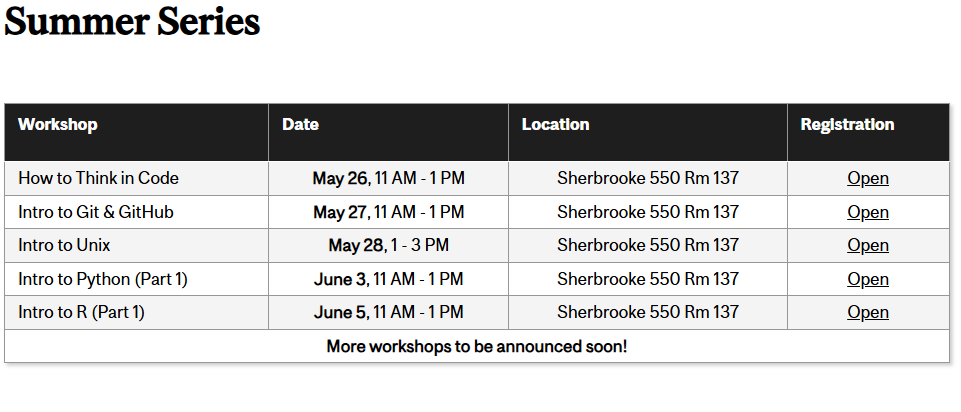 Summer Series
Workshop Date Location Registration
How to Think in Code May 26, 11 AM - 1 PM Sherbrooke 550 Rm 137 Open
Intro to Git & GitHub May 27, 11 AM - 1 PM Sherbrooke 550 Rm 137 Open
Intro to Unix May 28, 1 - 3 PM Sherbrooke 550 Rm 137 Open
Intro to Python (Part 1) June 3, 11 AM - 1 PM Sherbrooke 550 Rm 137 Open
Intro to R (Part 1) June 5, 11 AM - 1 PM Sherbrooke 550 Rm 137 Open
More workshops to be announced soon!